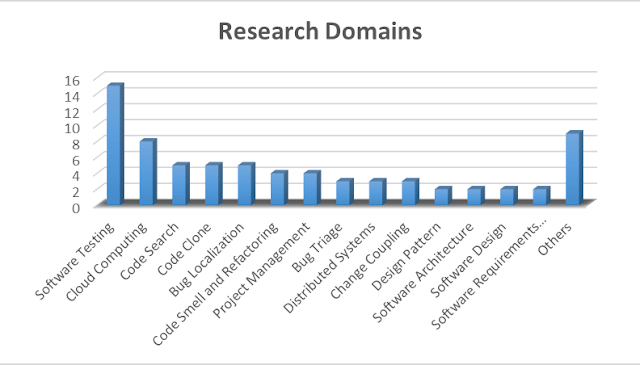 Research Domains
16
14
12
10
8
6
4
2
0
Software Testing
Cloud Computing
Code Search
Code Clone
Bug Localization
Code Smell and Refactoring
Project Management
Bug Triage
Distributed Systems
Change Coupling
Design Pattern
Software Architecture
Software Design
Software Requirements...
Others